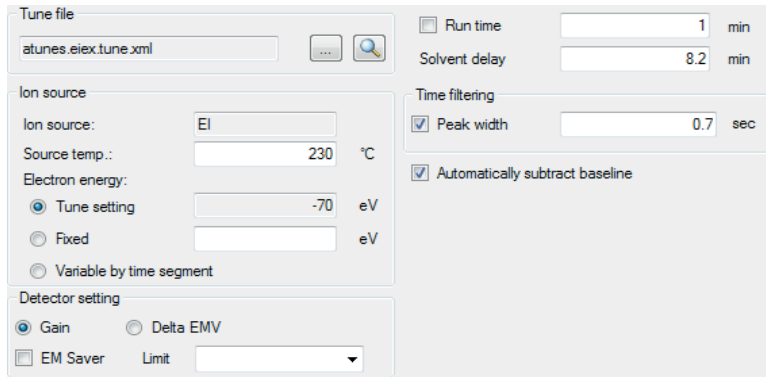 Tune file
atunes.eiex.tune.xml
...
Run time 1 min
Solvent delay 8.2 min
Ion source
Ion source: EI
Source temp.: 230 °C
Electron energy:
Tune setting -70 eV
Fixed eV
Variable by time segment
Time filtering
Peak width 0.7 sec
Automatically subtract baseline
Detector setting
Gain Delta EMV
EM Saver Limit